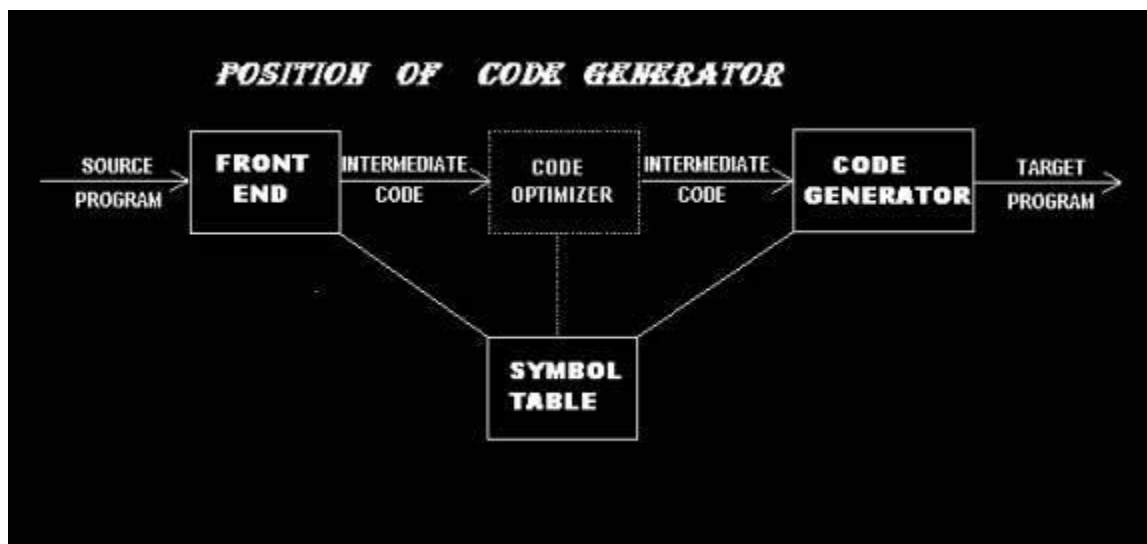 POSITION OF CODE GENERATOR
SOURCE
PROGRAM
FRONT
END
INTERMEDIATE
CODE
CODE
OPTIMIZER
INTERMEDIATE
CODE
CODE
GENERATOR
TARGET
PROGRAM
SYMBOL
TABLE